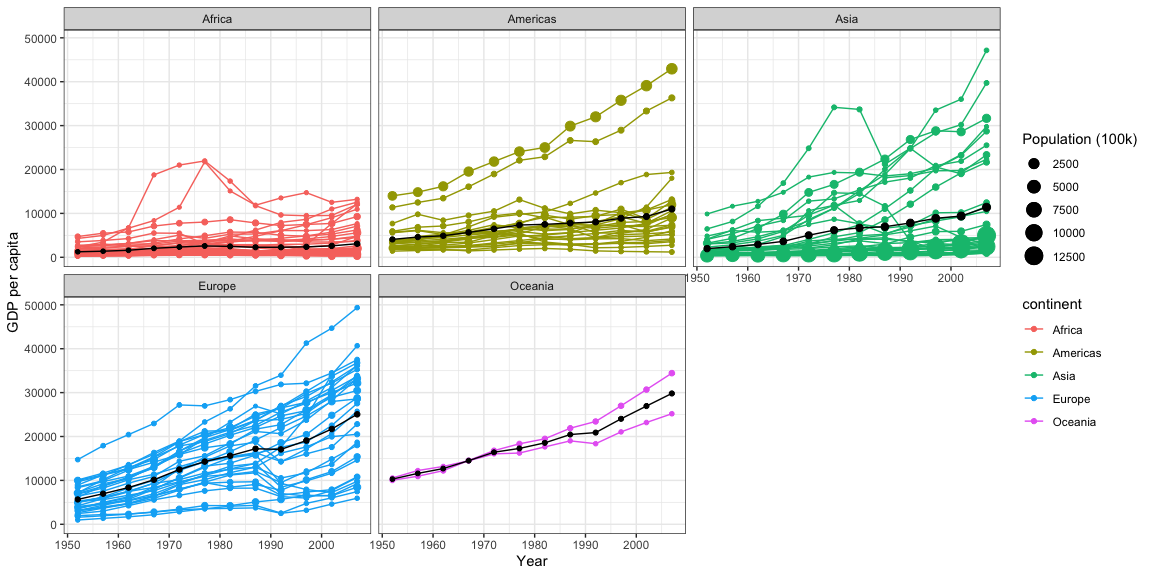 Africa
Americas
Asia
50000
40000
30000
20000
10000
0
1950
1960
1970
1980
1990
2000
Europe
Oceania
50000
40000
30000
20000
10000
0
1950
1960
1970
1980
1990
2000
1950
1960
1970
1980
1990
2000
GDP per capita
Year
Population (100k)
2500
5000
7500
10000
12500
continent
Africa
Americas
Asia
Europe
Oceania